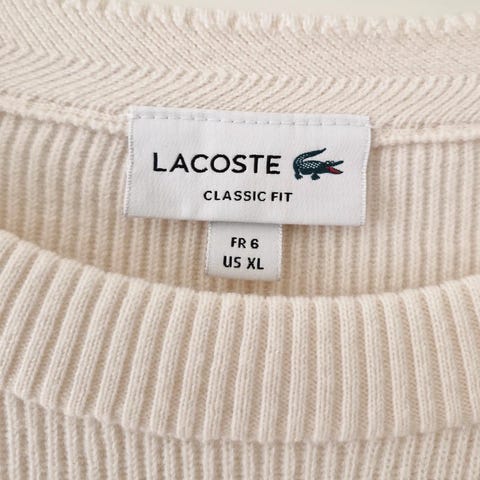 LACOSTE
CLASSIC FIT
FR 6
US XL